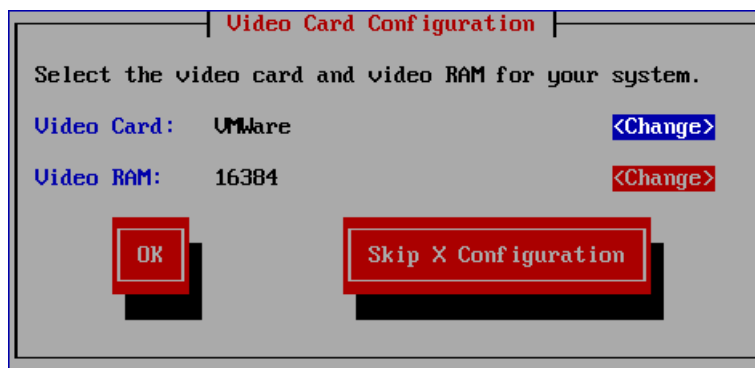 Video Card Configuration
Select the video card and video RAM for your system.
Video Card: VMWare <Change>
Video RAM: 16384 <Change>
OK Skip X Configuration